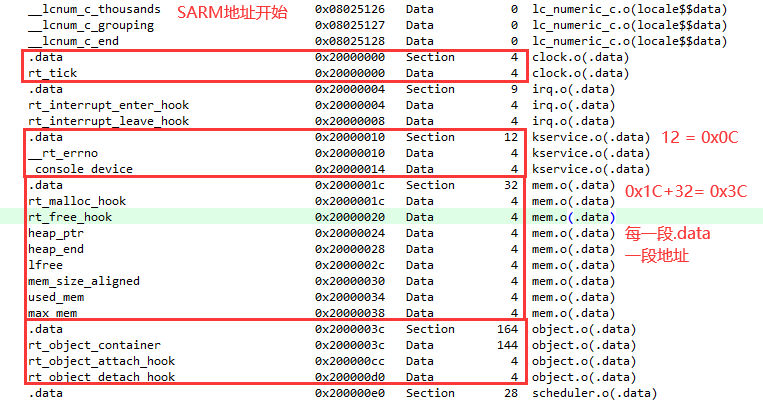 __lcnum_c_thousands 0x08025126 Data 0 lc_numeric_c.o(locale$$data)
SARM地址开始
__lcnum_c_grouping 0x08025127 Data 0 lc_numeric_c.o(locale$$data)
__lcnum_c_end 0x08025128 Data 0 lc_numeric_c.o(locale$$data)
.data 0x20000000 Section 4 clock.o(.data)
rt_tick 0x20000000 Data 4 clock.o(.data)
.data 0x20000004 Section 9 irq.o(.data)
rt_interrupt_enter_hook 0x20000004 Data 4 irq.o(.data)
rt_interrupt_leave_hook 0x20000008 Data 4 irq.o(.data)
.data 0x20000010 Section 12 kservice.o(.data) 12 = 0x0C
__rt_errno 0x20000010 Data 4 kservice.o(.data)
_console_device 0x20000014 Data 4 kservice.o(.data)
.data 0x2000001c Section 32 mem.o(.data) 0x1C+32= 0x3C
rt_malloc_hook 0x2000001c Data 4 mem.o(.data)
rt_free_hook 0x20000020 Data 4 mem.o(.data)
heap_ptr 0x20000024 Data 4 mem.o(.data) 每一段.data
heap_end 0x20000028 Data 4 mem.o(.data) 一段地址
lfree 0x2000002c Data 4 mem.o(.data)
mem_size_aligned 0x20000030 Data 4 mem.o(.data)
used_mem 0x20000034 Data 4 mem.o(.data)
max_mem 0x20000038 Data 4 mem.o(.data)
.data 0x2000003c Section 164 object.o(.data)
rt_object_container 0x2000003c Data 144 object.o(.data)
rt_object_attach_hook 0x200000cc Data 4 object.o(.data)
rt_object_detach_hook 0x200000d0 Data 4 object.o(.data)
.data 0x200000e0 Section 28 scheduler.o(.data)